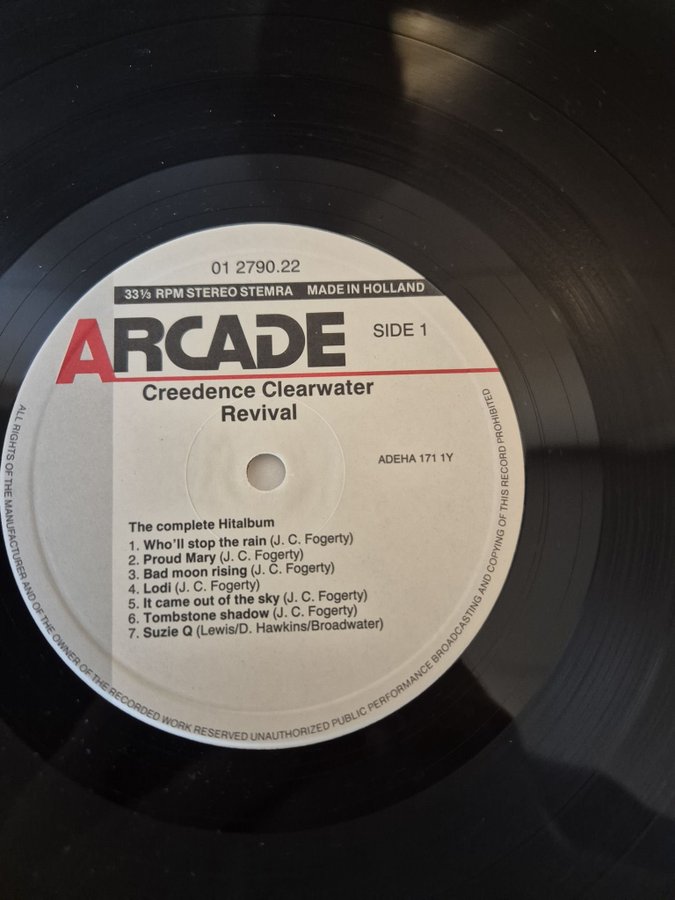 01 2790.22
33⅓ RPM STEREO STEMRA MADE IN HOLLAND
ARCADE SIDE 1
Creedence Clearwater
Revival
ADEHA 171 1Y
The complete Hitalbum
1. Who'll stop the rain (J. C. Fogerty)
2. Proud Mary (J. C. Fogerty)
3. Bad moon rising (J. C. Fogerty)
4. Lodi (J. C. Fogerty)
5. It came out of the sky (J. C. Fogerty)
6. Tombstone shadow (J. C. Fogerty)
7. Suzie Q (Lewis/D. Hawkins/Broadwater)
ALL RIGHTS OF THE MANUFACTURER AND OF THE OWNER OF THE RECORDED WORK RESERVED UNAUTHORIZED PUBLIC PERFORMANCE BROADCASTING AND COPYING OF THIS RECORD PROHIBITED